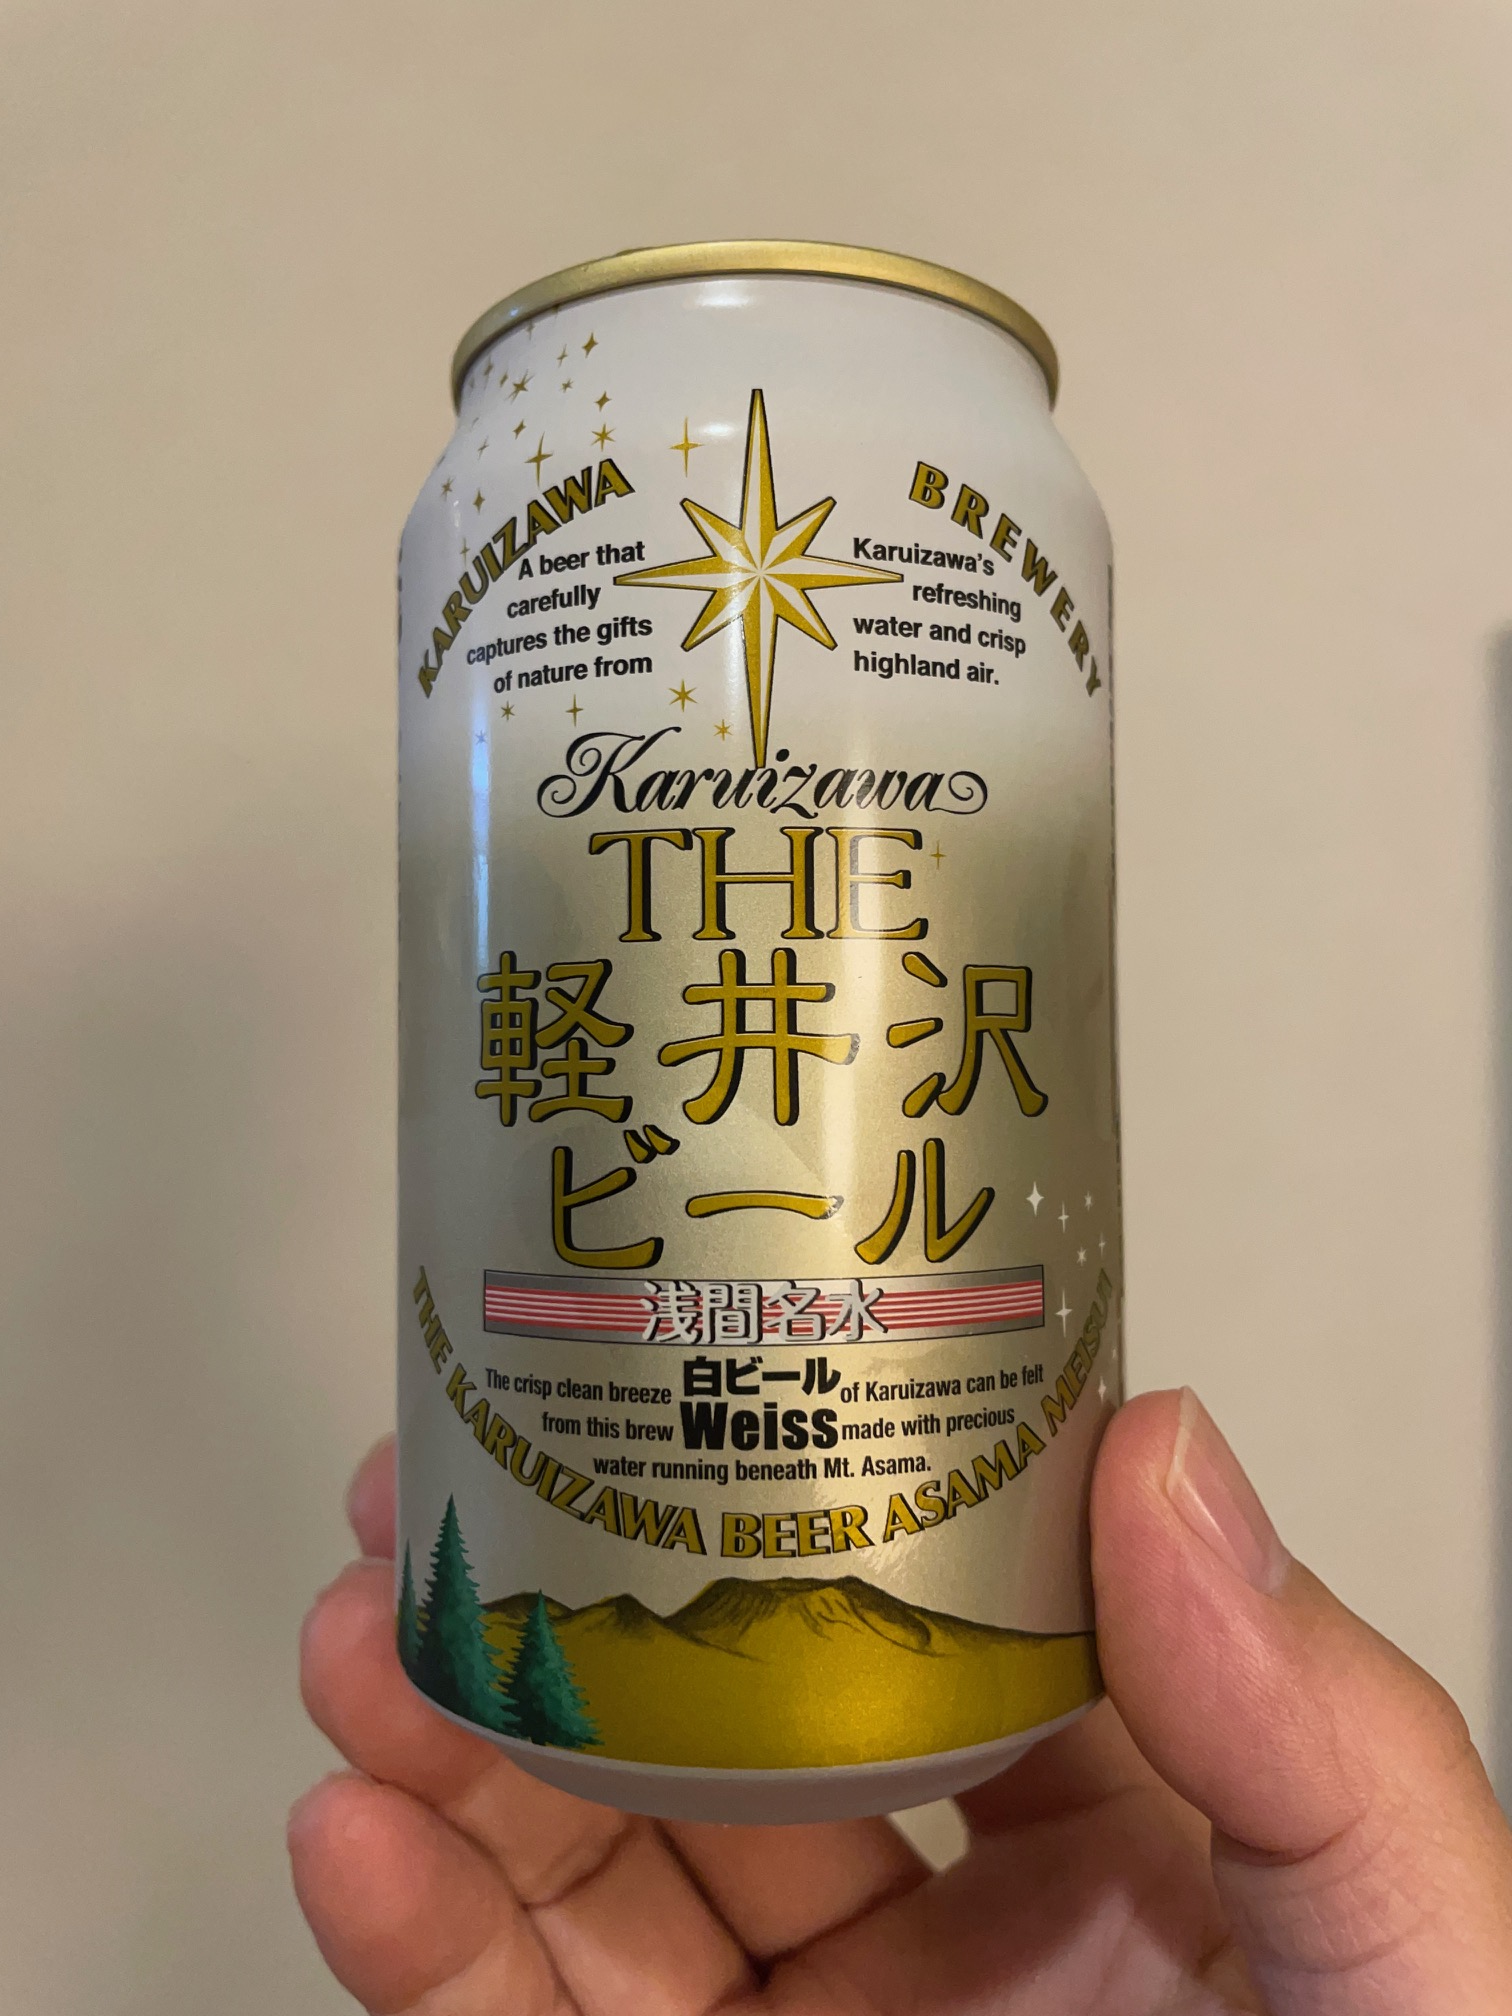 KARUIZAWA BREWERY
A beer that
carefully
captures the gifts
of nature from
Karuizawa's
refreshing
water and crisp
highland air.
Karuizawa
THE
軽井沢
ビール
浅間名水
白ビール
Weiss
The crisp clean breeze of Karuizawa can be felt
from this brew made with precious
water running beneath Mt. Asama.
THE KARUIZAWA BEER ASAMA MEISUI